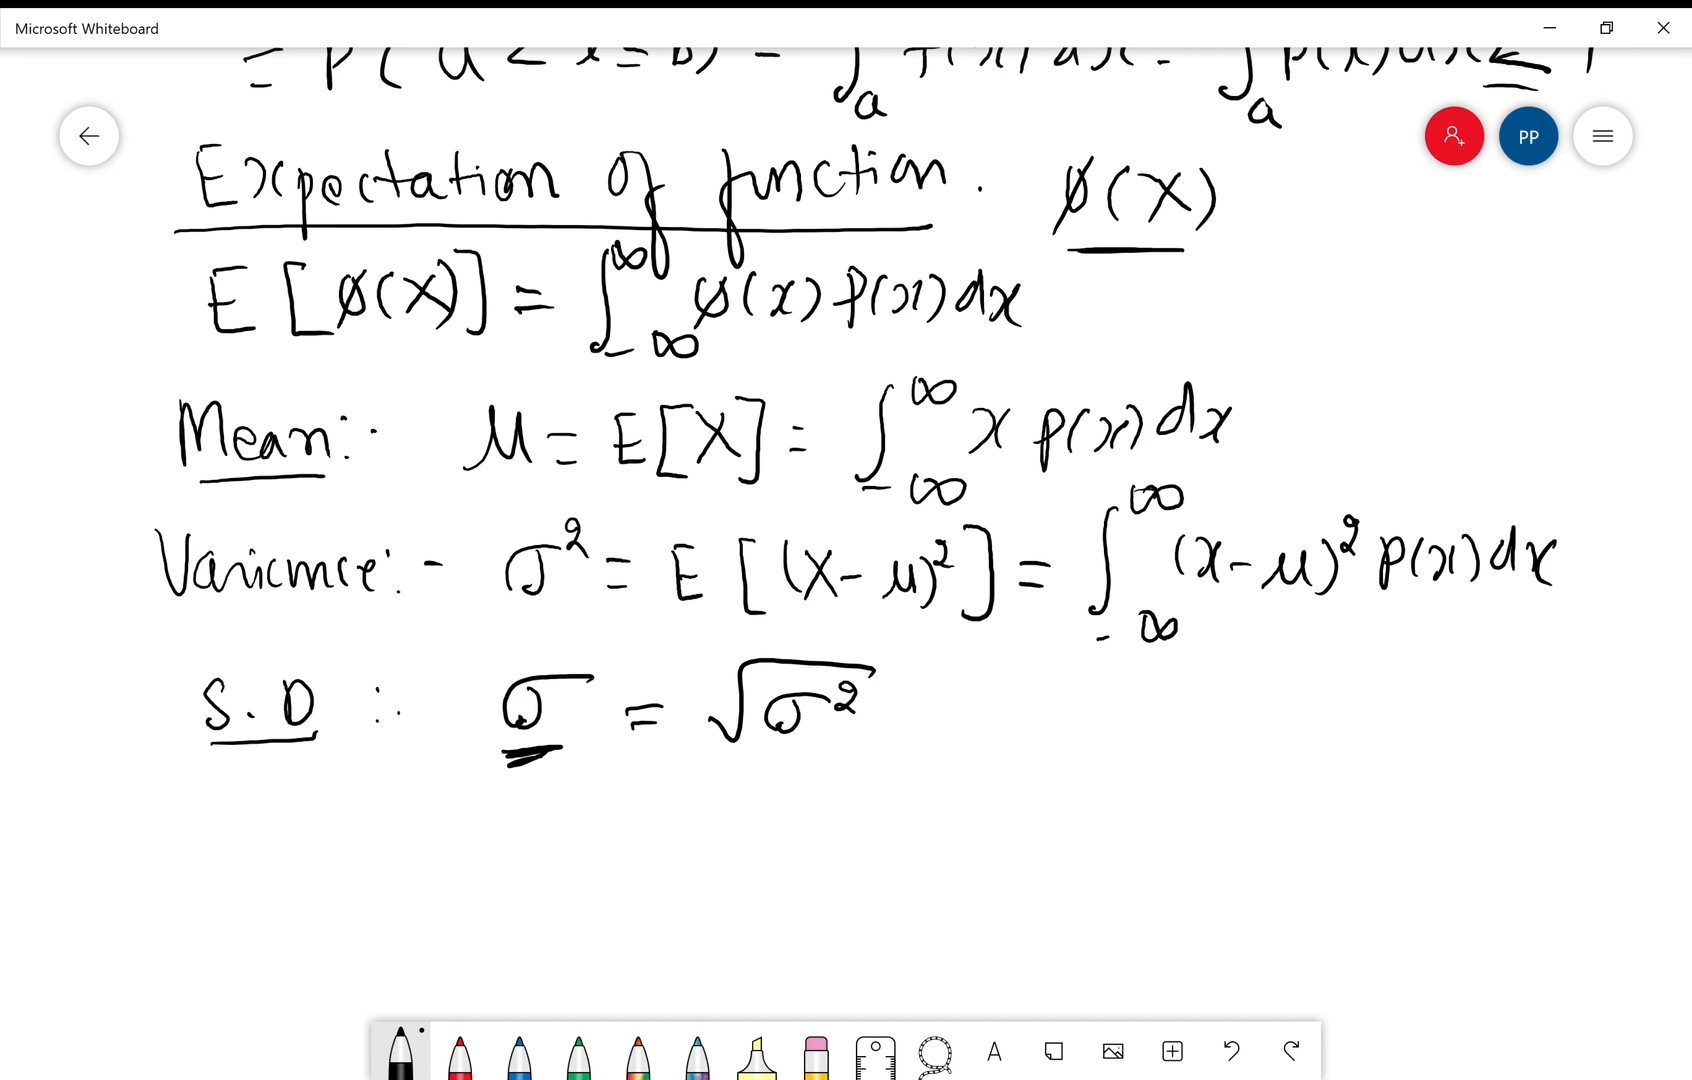 Microsoft Whiteboard
Expectation of function. ϕ(X)
PP
E[ϕ(X)] = ∫_{-∞}^{∞} ϕ(x) p(x) dx
Mean:- μ = E[X] = ∫_{-∞}^{∞} x p(x) dx
Variance:- σ² = E[(X-μ)²] = ∫_{-∞}^{∞} (x-μ)² p(x) dx
S.D :- σ = √σ²
A